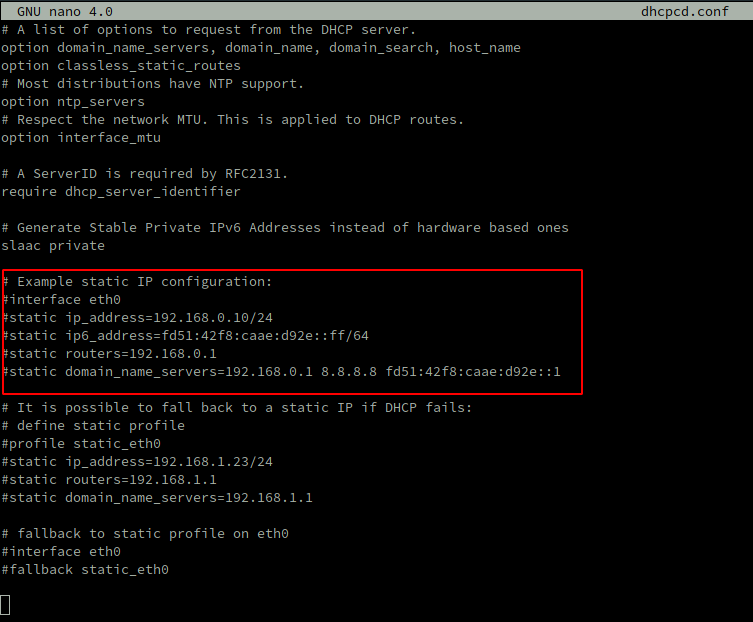 GNU nano 4.0 dhcpcd.conf
# A list of options to request from the DHCP server.
option domain_name_servers, domain_name, domain_search, host_name
option classless_static_routes
# Most distributions have NTP support.
option ntp_servers
# Respect the network MTU. This is applied to DHCP routes.
option interface_mtu
# A ServerID is required by RFC2131.
require dhcp_server_identifier
# Generate Stable Private IPv6 Addresses instead of hardware based ones
slaac private
# Example static IP configuration:
#interface eth0
#static ip_address=192.168.0.10/24
#static ip6_address=fd51:42f8:caae:d92e::ff/64
#static routers=192.168.0.1
#static domain_name_servers=192.168.0.1 8.8.8.8 fd51:42f8:caae:d92e::1
# It is possible to fall back to a static IP if DHCP fails:
# define static profile
#profile static_eth0
#static ip_address=192.168.1.23/24
#static routers=192.168.1.1
#static domain_name_servers=192.168.1.1
# fallback to static profile on eth0
#interface eth0
#fallback static_eth0